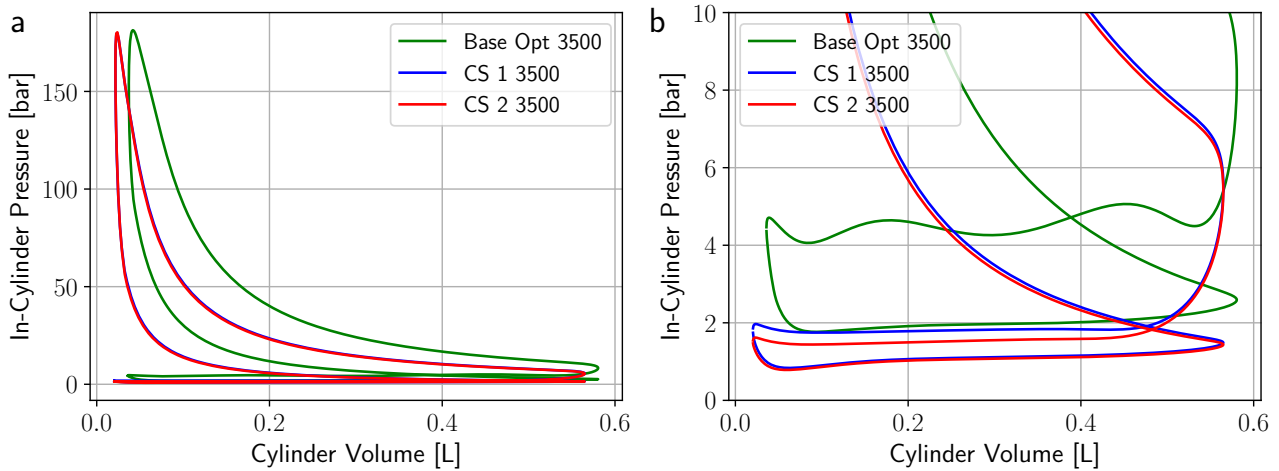 a
In-Cylinder Pressure [bar]
150
100
50
0
0.0
0.2
0.4
0.6
Cylinder Volume [L]
Base Opt 3500
CS 1 3500
CS 2 3500
b
In-Cylinder Pressure [bar]
10
8
6
4
2
0
0.0
0.2
0.4
0.6
Cylinder Volume [L]
Base Opt 3500
CS 1 3500
CS 2 3500